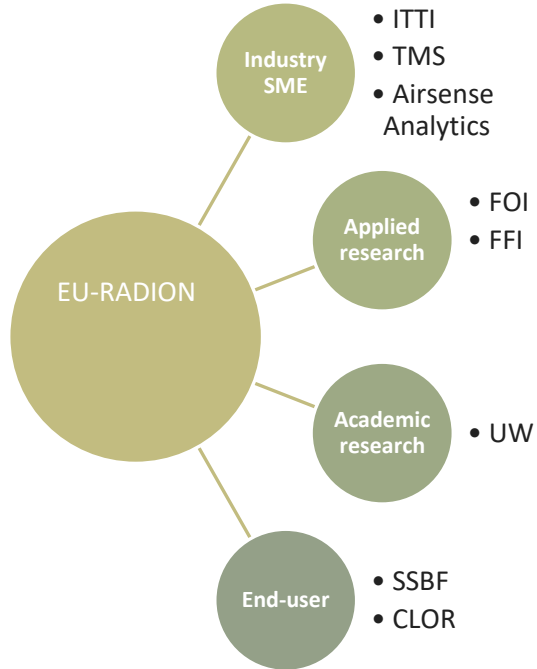 Industry
SME
• ITTI
• TMS
• Airsense
Analytics
Applied
research
• FOI
• FFI
EU-RADION
Academic
research
• UW
End-user
• SSBF
• CLOR